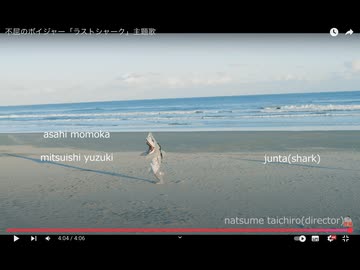 不屈のボイジャー「ラストシャーク」主題歌
asahi momoka
mitsuishi yuzuki
junta(shark)
natsume taichiro(director)
4:04 / 4:06